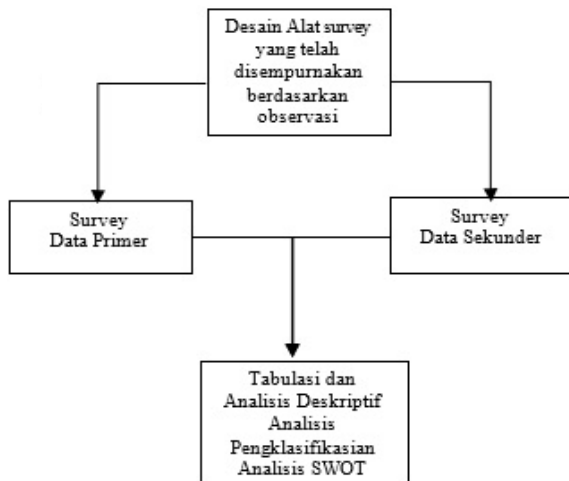 Desain Alat survey
yang telah
disempurnakan
berdasarkan
observasi
Survey
Data Primer
Survey
Data Sekunder
Tabulasi dan
Analisis Deskriptif
Analisis
Pengklasifikasian
Analisis SWOT